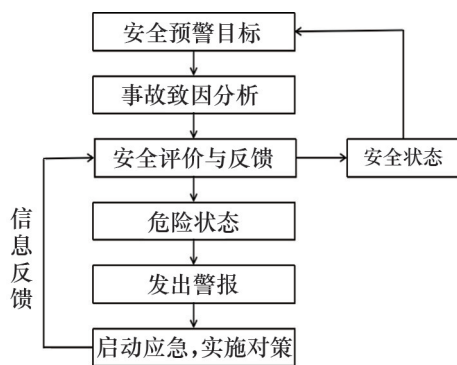 安全预警目标
事故致因分析
安全评价与反馈
安全状态
危险状态
发出警报
启动应急,实施对策
信息反馈